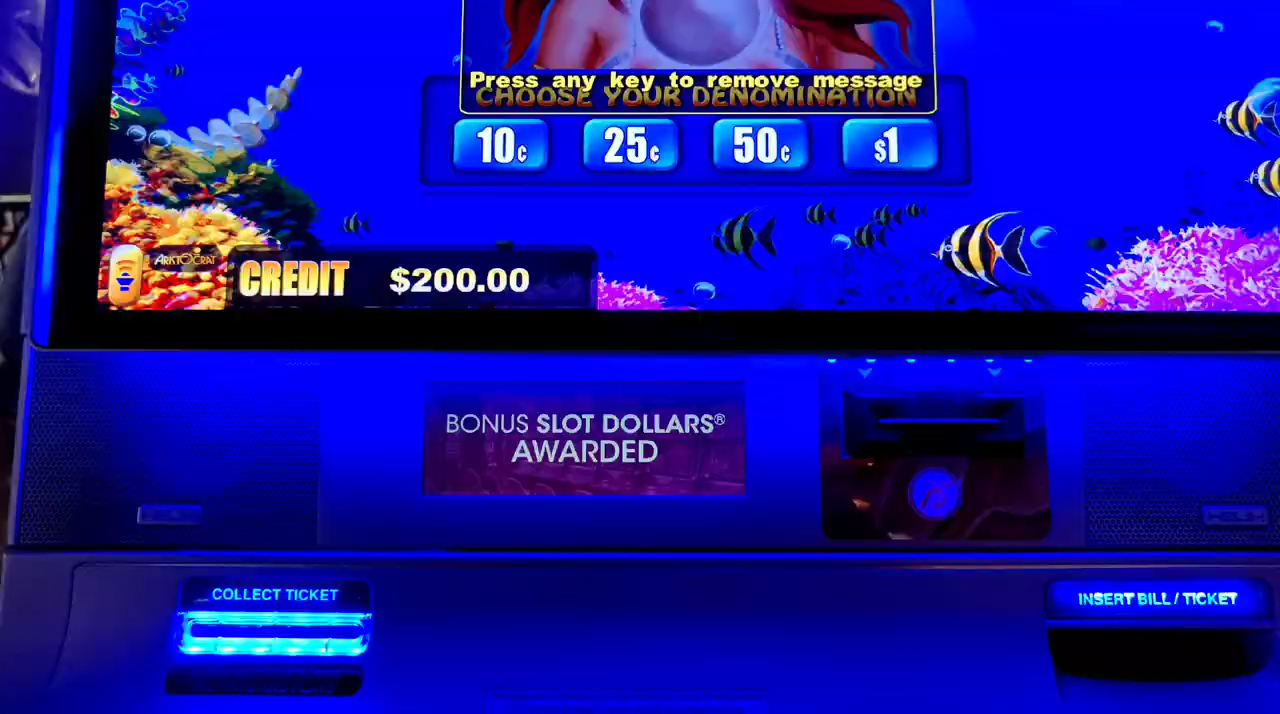 Press any key to remove message
CHOOSE YOUR DENOMINATION
10¢
25¢
50¢
$1
ARISTOCRAT
CREDIT $200.00
BONUS SLOT DOLLARS®
AWARDED
HELIX
COLLECT TICKET
INSERT BILL / TICKET